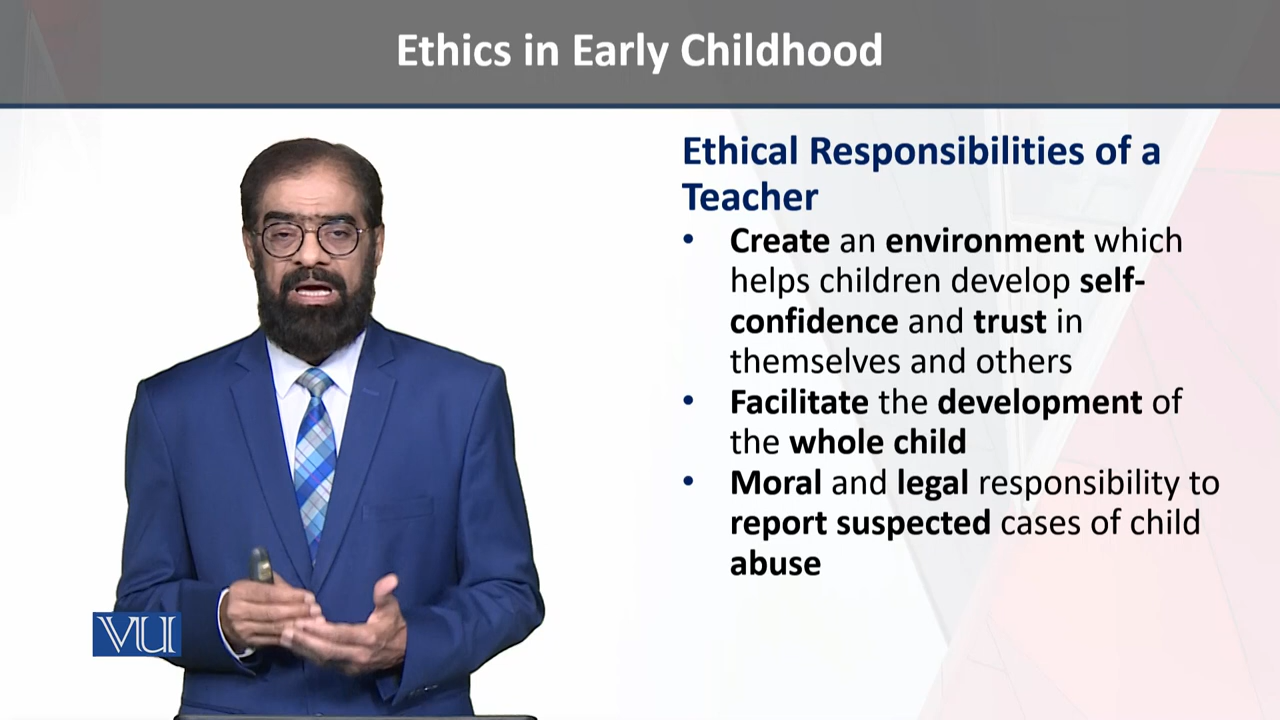 Ethics in Early Childhood
Ethical Responsibilities of a
Teacher
• Create an environment which
helps children develop self-
confidence and trust in
themselves and others
• Facilitate the development of
the whole child
• Moral and legal responsibility to
report suspected cases of child
abuse
VU